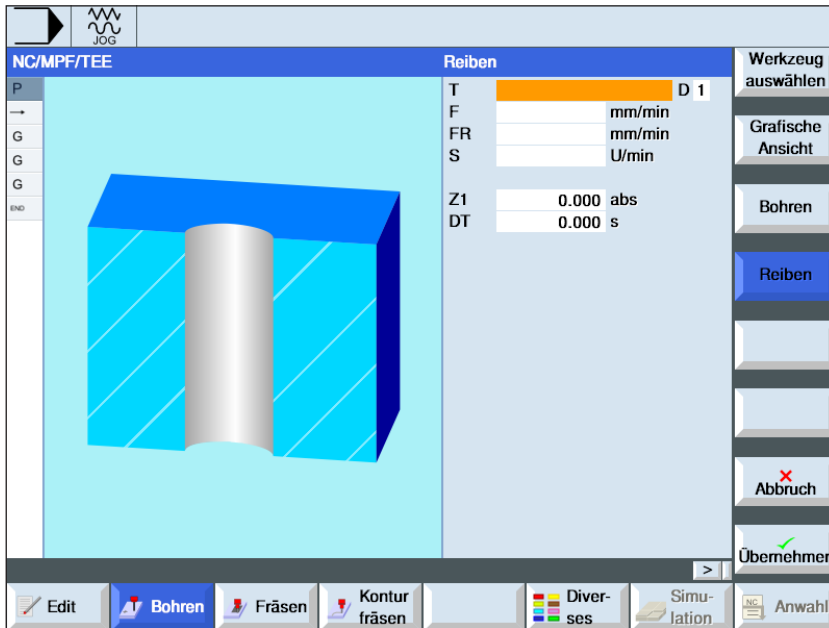 JOG
NC/MPF/TEE
Reiben
P
G
G
G
END
T D 1
F mm/min
FR mm/min
S U/min
Z1 0.000 abs
DT 0.000 s
Werkzeug
auswählen
Grafische
Ansicht
Bohren
Reiben
Abbruch
Übernehmen
>
Edit
Bohren
Fräsen
Kontur
fräsen
Diver-
ses
Simu-
lation
NC
Anwahl